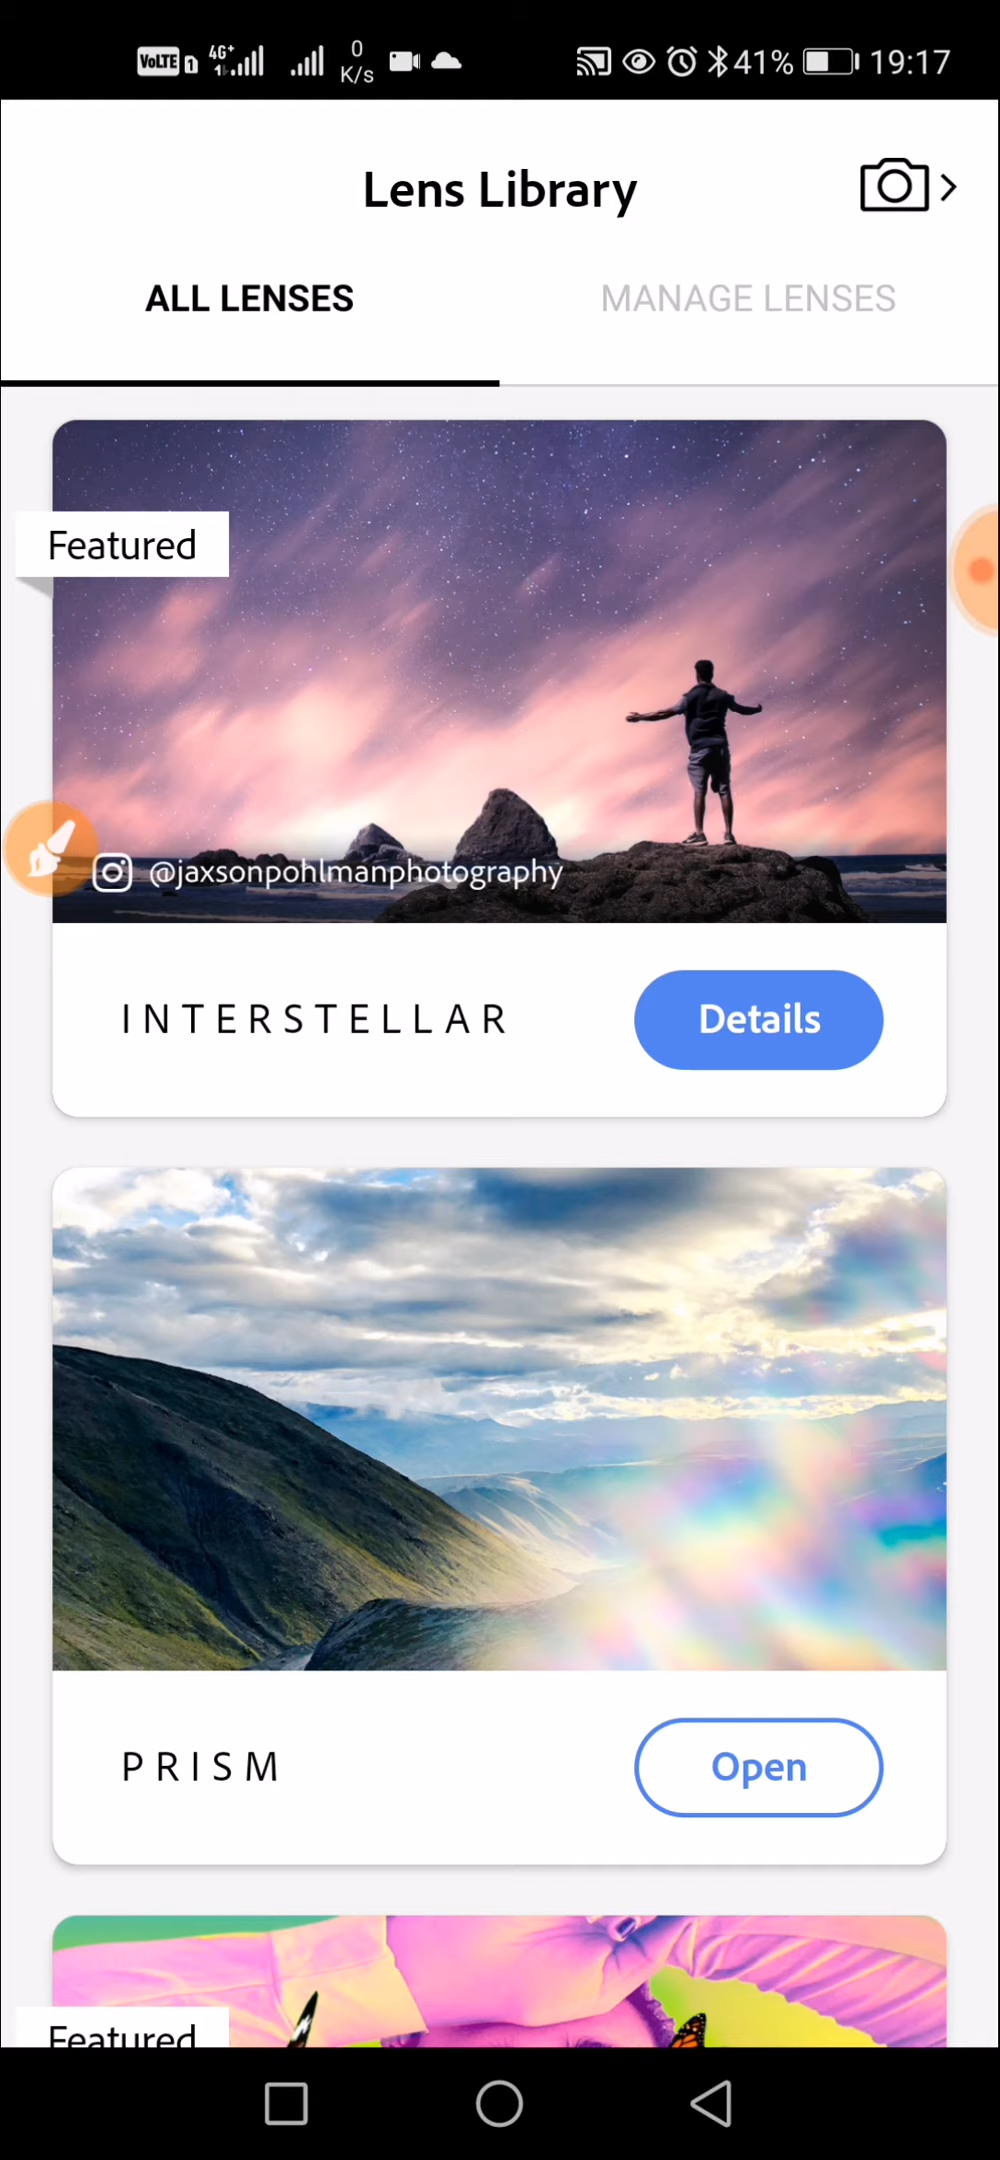 VoLTE 1 4G+ 0 K/s 41% 19:17
Lens Library
ALL LENSES
MANAGE LENSES
Featured
@jaxsonpohlmanphotography
INTERSTELLAR
Details
PRISM
Open
Featured